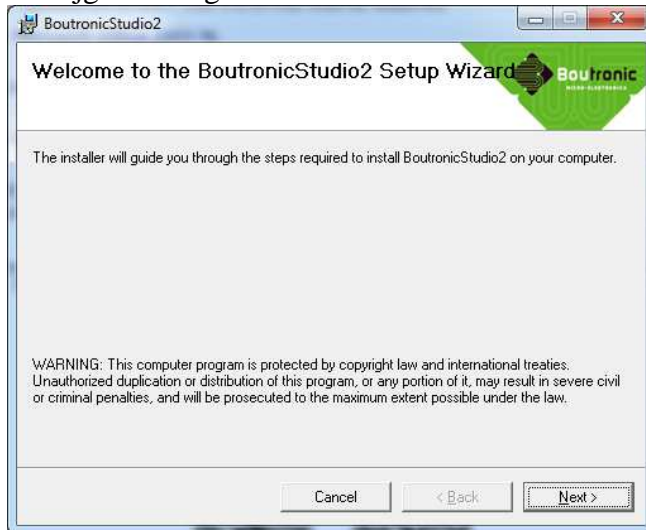 BoutronicStudio2
Welcome to the BoutronicStudio2 Setup Wizard
Boutronic
MICRO-ELECTRONICA
The installer will guide you through the steps required to install BoutronicStudio2 on your computer.
WARNING: This computer program is protected by copyright law and international treaties.
Unauthorized duplication or distribution of this program, or any portion of it, may result in severe civil
or criminal penalties, and will be prosecuted to the maximum extent possible under the law.
Cancel
< Back
Next >